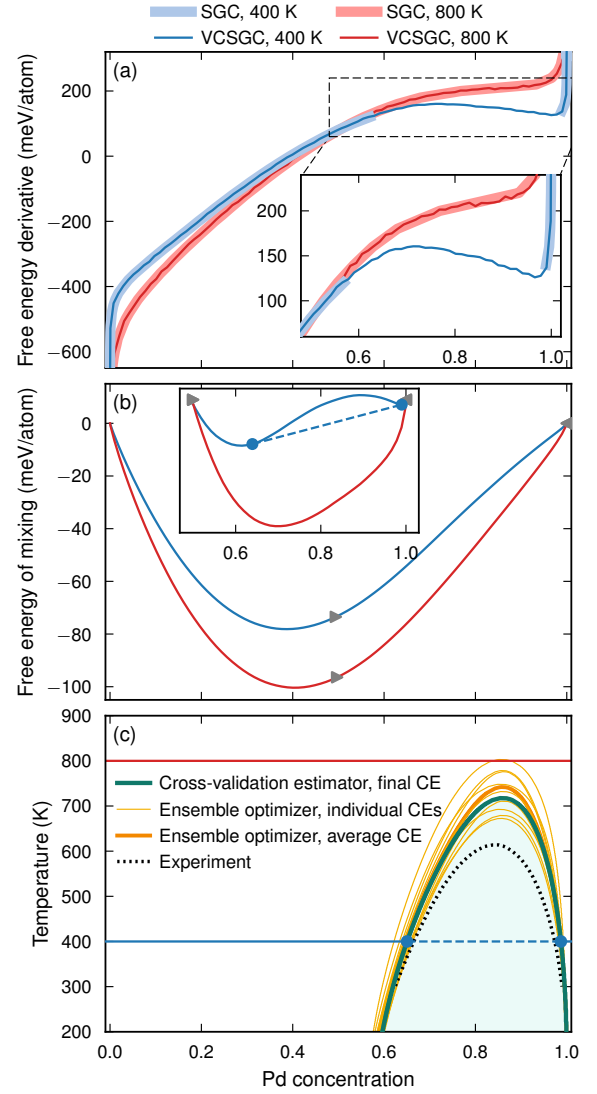 SGC, 400 K
SGC, 800 K
VCSGC, 400 K
VCSGC, 800 K
(a)
Free energy derivative (meV/atom)
200
0
−200
−400
−600
200
150
100
0.6
0.8
1.0
(b)
Free energy of mixing (meV/atom)
0
−20
−40
−60
−80
−100
0.6
0.8
1.0
(c)
Temperature (K)
900
800
700
600
500
400
300
200
Cross-validation estimator, final CE
Ensemble optimizer, individual CEs
Ensemble optimizer, average CE
Experiment
0.0
0.2
0.4
0.6
0.8
1.0
Pd concentration